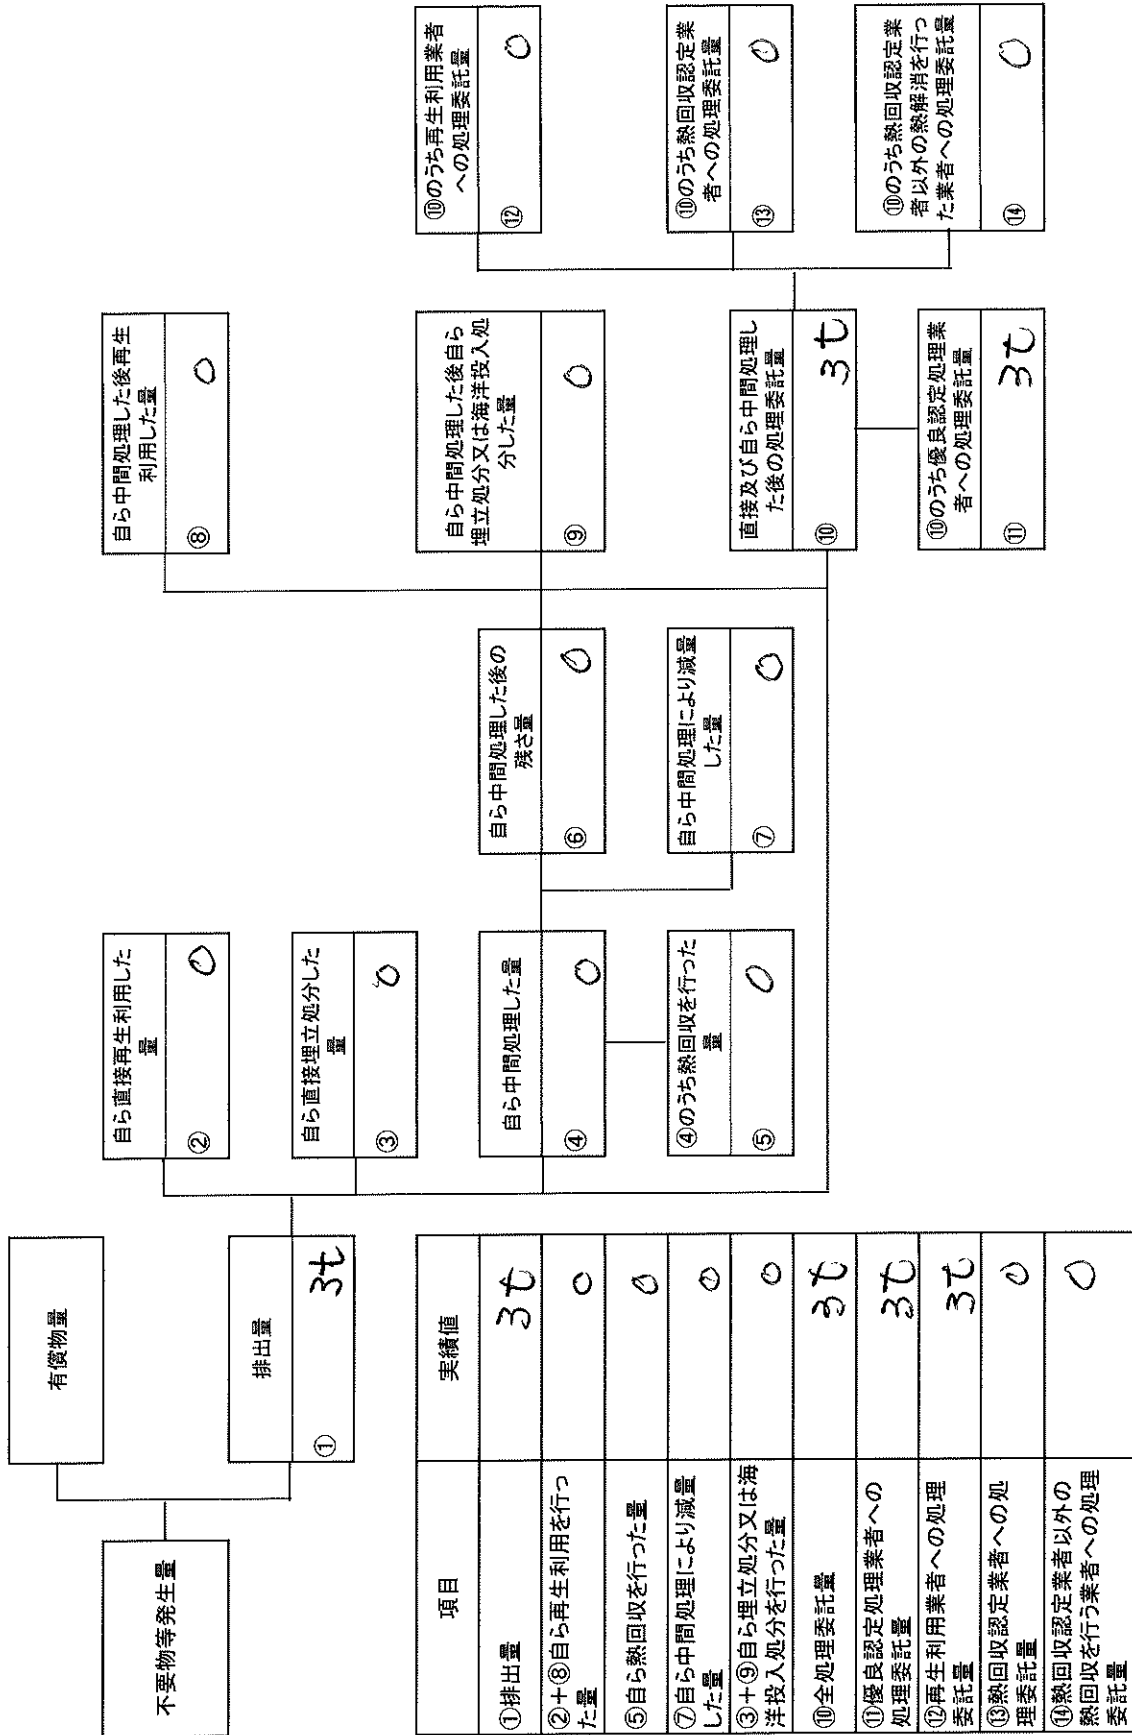 不要物等発生量
有償物量
排出量
① 3t
自ら直接再生利用した
量
② 0
自ら直接埋立処分した
量
③ 0
自ら中間処理した量
④ 0
④のうち熱回収を行った
量
⑤ 0
自ら中間処理した後の
残さ量
⑥ 0
自ら中間処理により減量
した量
⑦ 0
自ら中間処理した後再生
利用した量
⑧ 0
自ら中間処理した後自ら
埋立処分又は海洋投入処
分した量
⑨ 0
直接及び自ら中間処理し
た後の処理委託量
⑩ 3t
⑩のうち優良認定処理業
者への処理委託量
⑪ 3t
⑩のうち再生利用業者
への処理委託量
⑫ 0
⑩のうち熱回収認定業
者への処理委託量
⑬ 0
⑩のうち熱回収認定業
者以外の熱解消を行っ
た業者への処理委託量
⑭ 0
項目 実績値
①排出量 3t
②+⑧自ら再生利用を行っ
た量 0
⑤自ら熱回収を行った量 0
⑦自ら中間処理により減量
した量 0
③+⑨自ら埋立処分又は海
洋投入処分を行った量 0
⑩全処理委託量 3t
⑪優良認定処理業者への
処理委託量 3t
⑫再生利用業者への処理
委託量 3t
⑬熱回収認定業者への処
理委託量 0
⑭熱回収認定業者以外の
熱回収を行う業者への処理
委託量 0